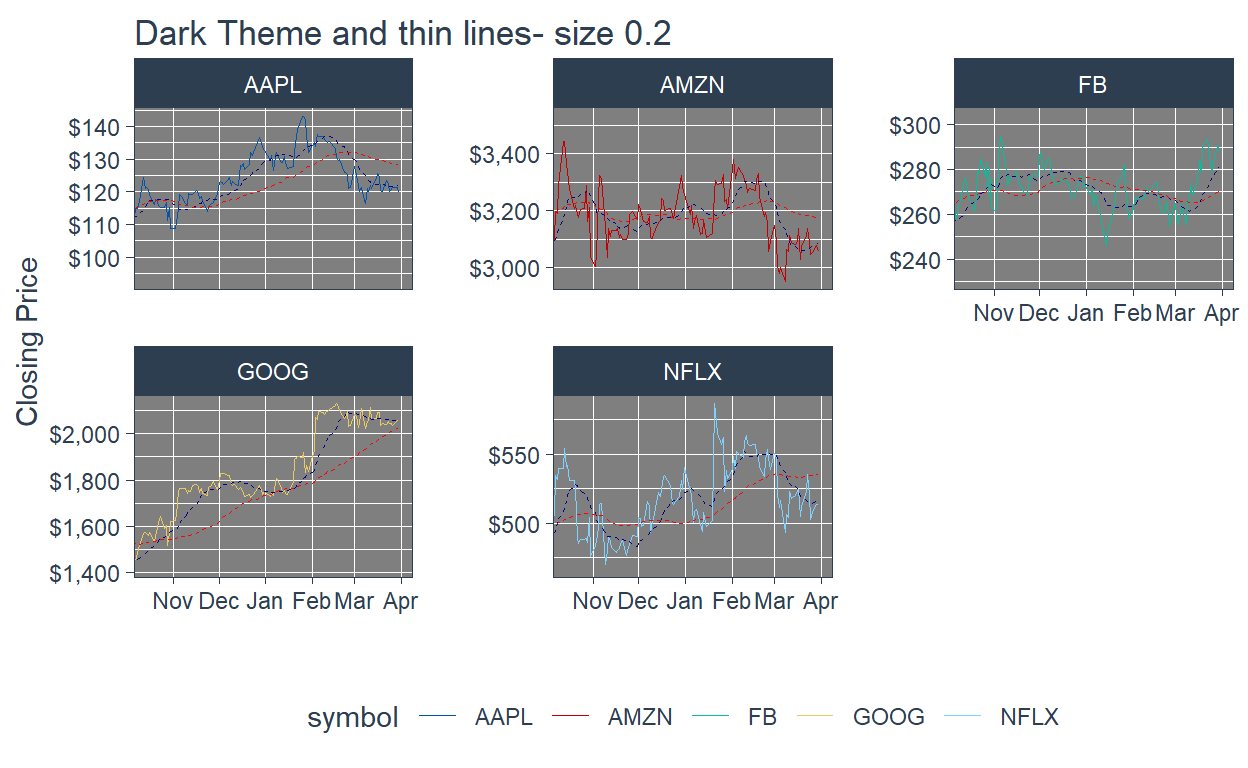 Dark Theme and thin lines- size 0.2
AAPL
AMZN
FB
$140
$130
$120
$110
$100
$3,400
$3,200
$3,000
$300
$280
$260
$240
Nov Dec Jan Feb Mar Apr
Closing Price
GOOG
NFLX
$2,000
$1,800
$1,600
$1,400
$550
$500
Nov Dec Jan Feb Mar Apr
Nov Dec Jan Feb Mar Apr
symbol AAPL AMZN FB GOOG NFLX